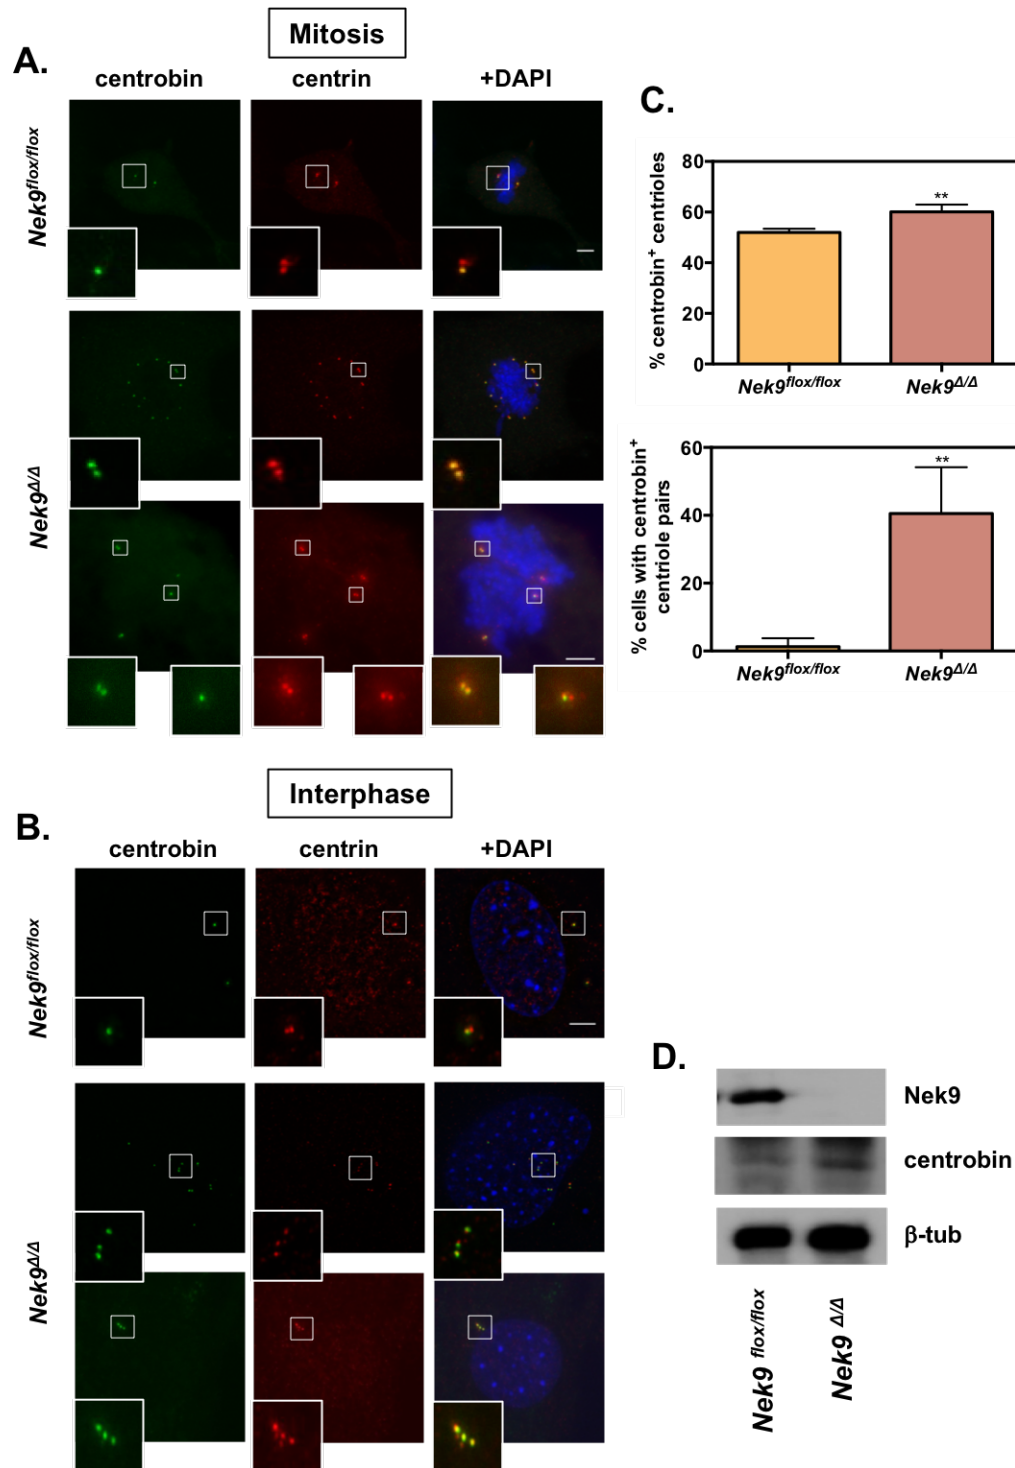 Mitosis
A.
centrobin
centrin
+DAPI
Nek9flox/flox
Nek9Δ/Δ
C.
% centrobin+ centrioles
80
60
40
20
0
**
Nek9flox/flox
Nek9Δ/Δ
% cells with centrobin+
centriole pairs
60
40
20
0
**
Nek9flox/flox
Nek9Δ/Δ
Interphase
B.
centrobin
centrin
+DAPI
Nek9flox/flox
Nek9Δ/Δ
D.
Nek9
centrobin
β-tub
Nek9 flox/flox
Nek9 Δ/Δ